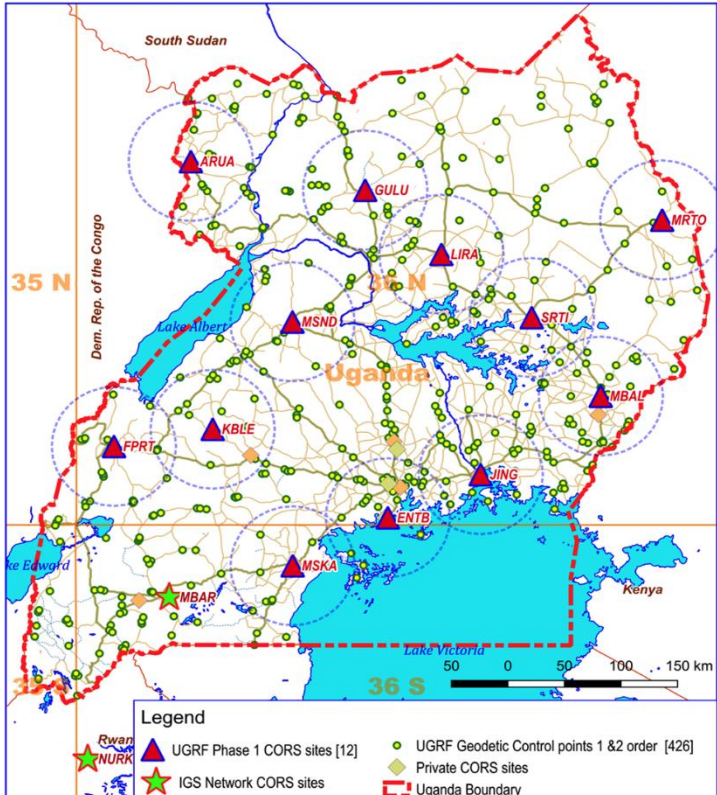 South Sudan
ARUA
GULU
MRTO
LIRA
35 N
36 N
Dem. Rep. of the Congo
Lake Albert
MSND
SRTI
Uganda
MBAL
KBLE
FPRT
JING
ENTB
ke Edward
MSKA
MBAR
Kenya
Lake Victoria
50 0 50 100 150 km
35 S
36 S
Legend
Rwan
NURK
UGRF Phase 1 CORS sites [12]
UGRF Geodetic Control points 1 &2 order [426]
Private CORS sites
IGS Network CORS sites
Uganda Boundary